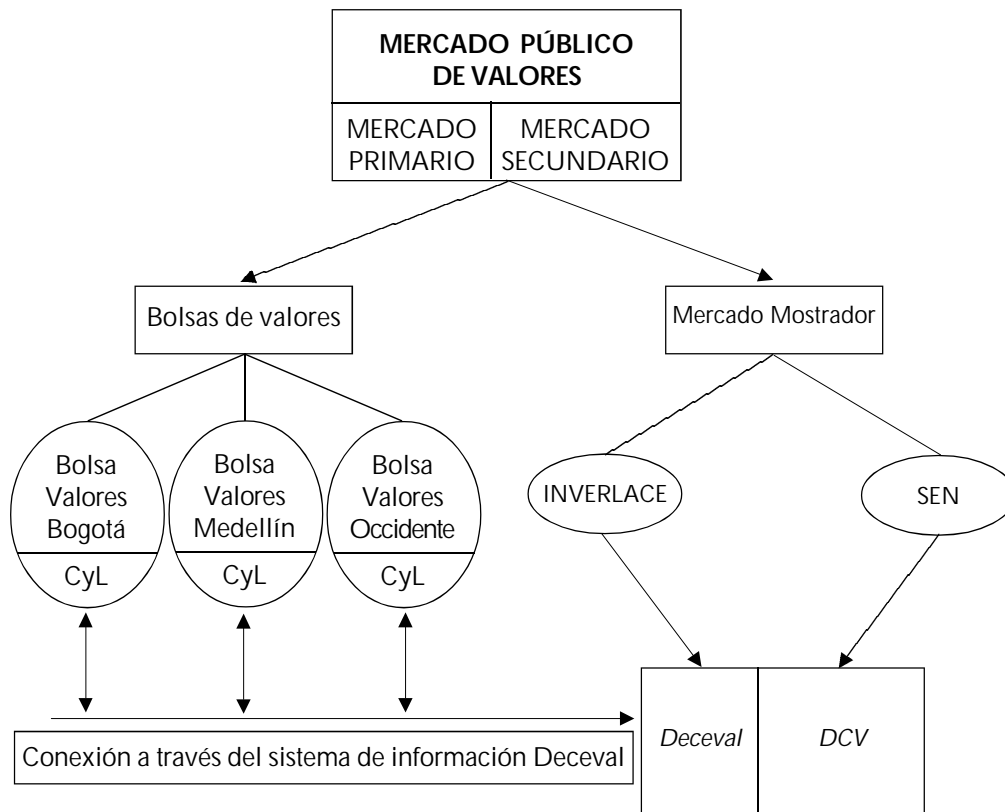 MERCADO PÚBLICO
DE VALORES
MERCADO
PRIMARIO
MERCADO
SECUNDARIO
Bolsas de valores
Mercado Mostrador
Bolsa
Valores
Bogotá
CyL
Bolsa
Valores
Medellín
CyL
Bolsa
Valores
Occidente
CyL
INVERLACE
SEN
Conexión a través del sistema de información Deceval
Deceval
DCV